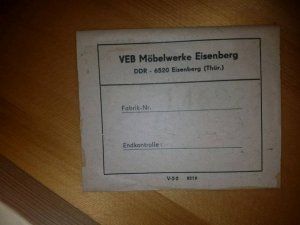 VEB Möbelwerke Eisenberg
DDR - 6520 Eisenberg (Thür.)
Fabrik-Nr.
Endkontrolle: